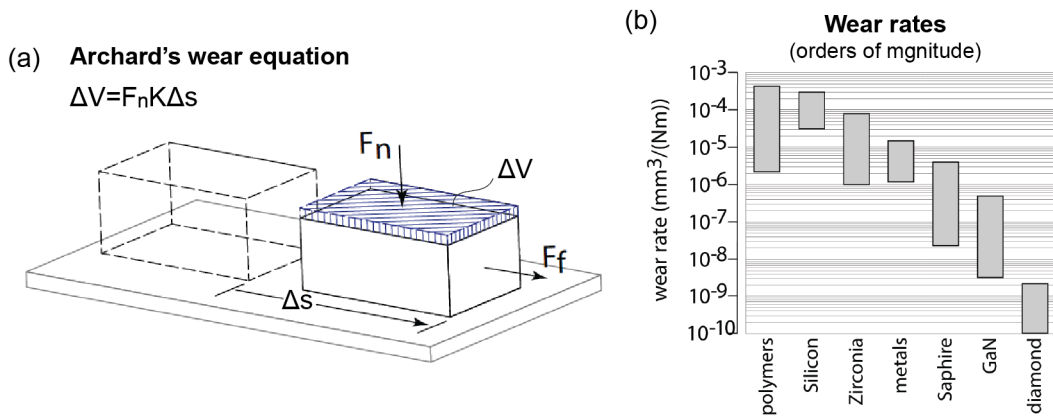 (a) Archard's wear equation
ΔV=FnKΔs
Fn
ΔV
Ff
Δs
(b) Wear rates
(orders of mgnitude)
wear rate (mm³/(Nm))
10⁻³
10⁻⁴
10⁻⁵
10⁻⁶
10⁻⁷
10⁻⁸
10⁻⁹
10⁻¹⁰
polymers
Silicon
Zirconia
metals
Saphire
GaN
diamond